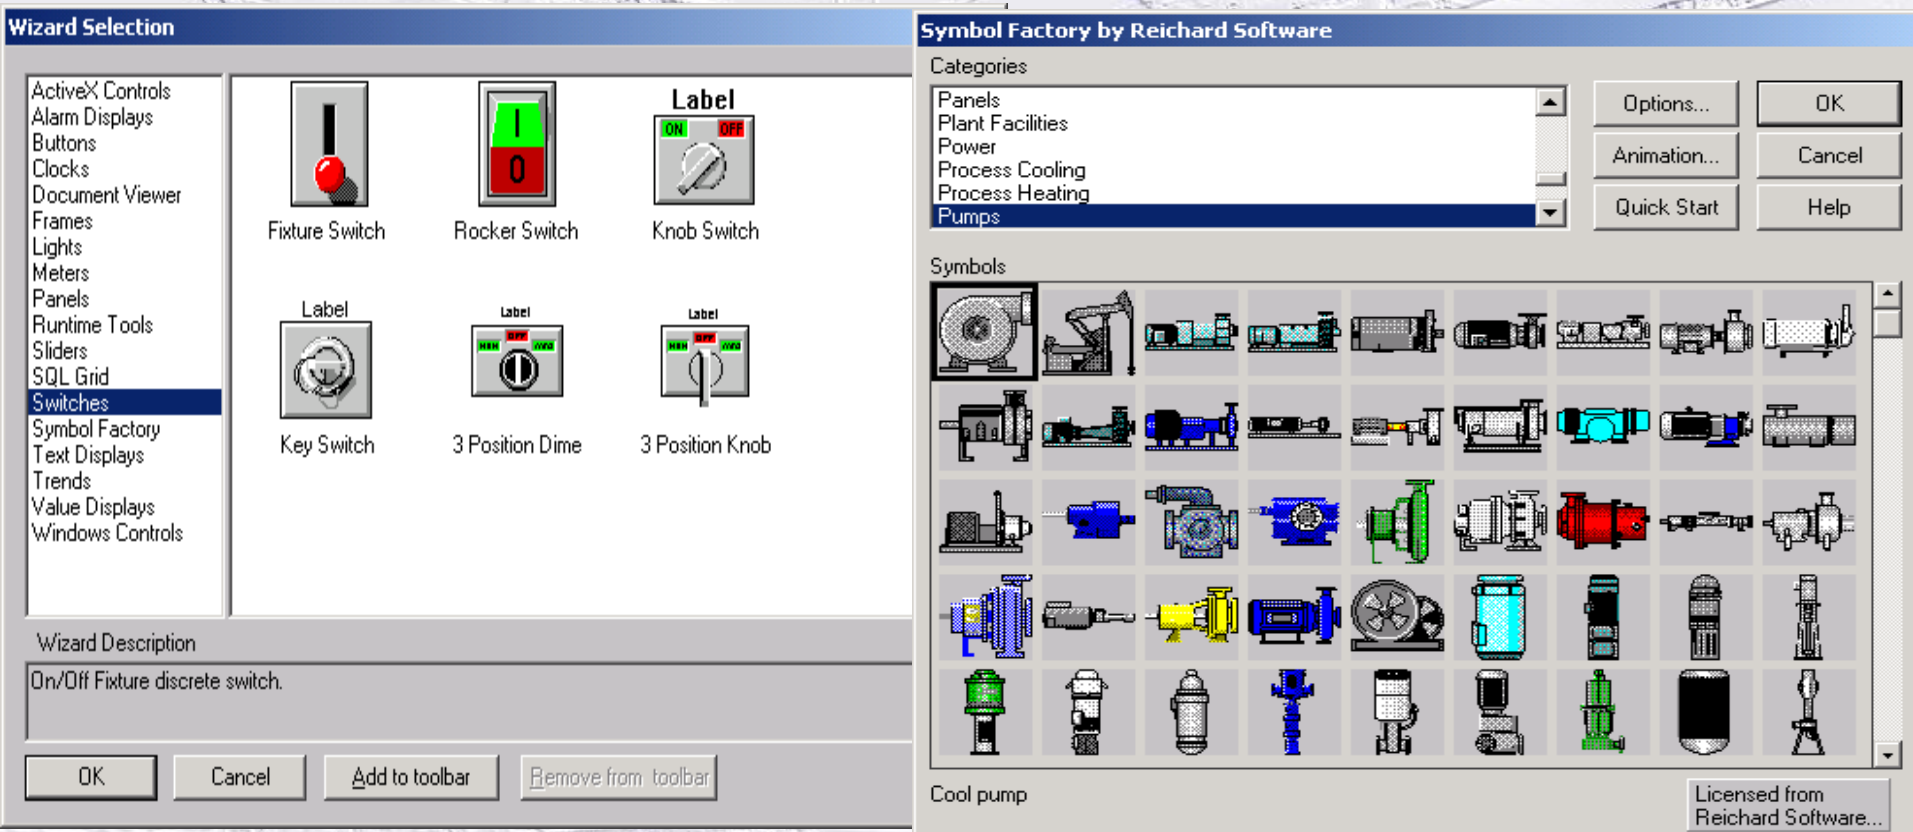 Wizard Selection
ActiveX Controls
Alarm Displays
Buttons
Clocks
Document Viewer
Frames
Lights
Meters
Panels
Runtime Tools
Sliders
SQL Grid
Switches
Symbol Factory
Text Displays
Trends
Value Displays
Windows Controls
I
0
Label
ON OFF
Fixture Switch
Rocker Switch
Knob Switch
Label
Label
OFF
Label
OFF
Key Switch
3 Position Dime
3 Position Knob
Wizard Description
On/Off Fixture discrete switch.
OK
Cancel
Add to toolbar
Remove from toolbar
Symbol Factory by Reichard Software
Categories
Panels
Plant Facilities
Power
Process Cooling
Process Heating
Pumps
Options...
OK
Animation...
Cancel
Quick Start
Help
Symbols
Cool pump
Licensed from
Reichard Software...